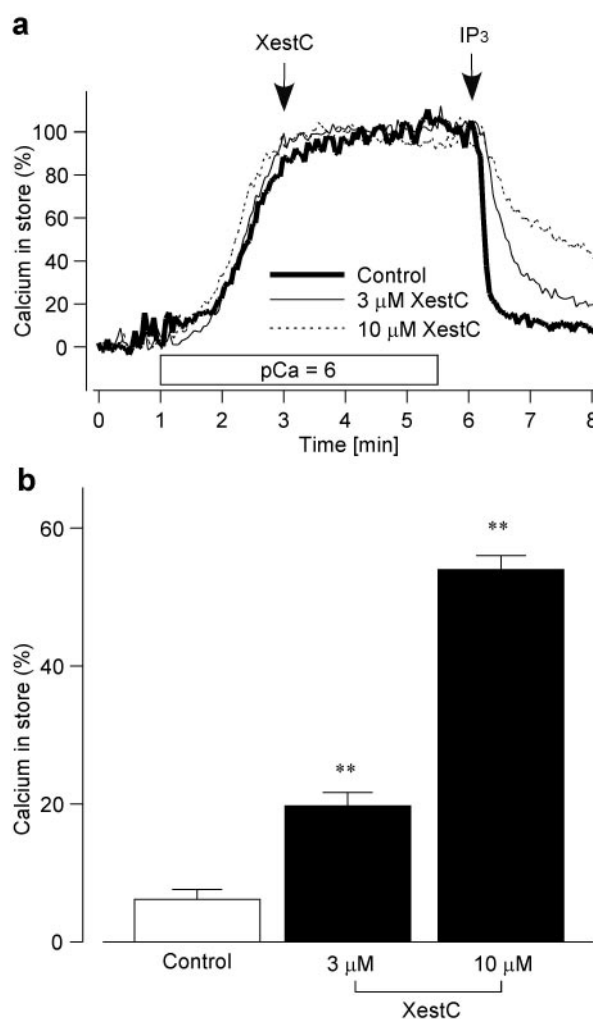 a
XestC
IP₃
Calcium in store (%)
100
80
60
40
20
0
Control
3 μM XestC
10 μM XestC
pCa = 6
0 1 2 3 4 5 6 7 8
Time [min]
b
Calcium in store (%)
60
40
20
0
**
**
Control
3 μM
10 μM
XestC